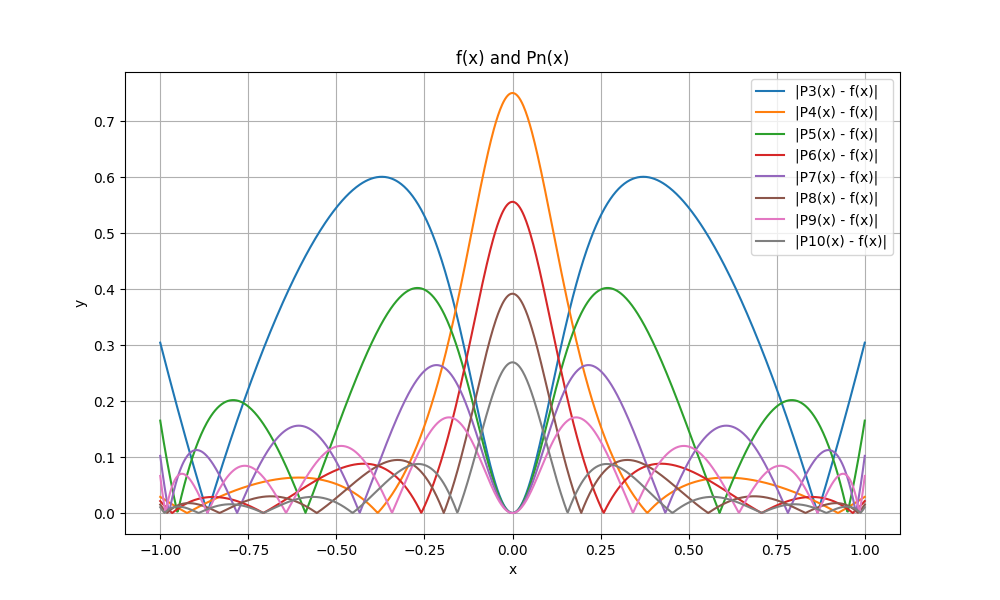 f(x) and Pn(x)
|P3(x) - f(x)|
|P4(x) - f(x)|
|P5(x) - f(x)|
|P6(x) - f(x)|
|P7(x) - f(x)|
|P8(x) - f(x)|
|P9(x) - f(x)|
|P10(x) - f(x)|
y
0.7
0.6
0.5
0.4
0.3
0.2
0.1
0.0
−1.00 −0.75 −0.50 −0.25 0.00 0.25 0.50 0.75 1.00
x